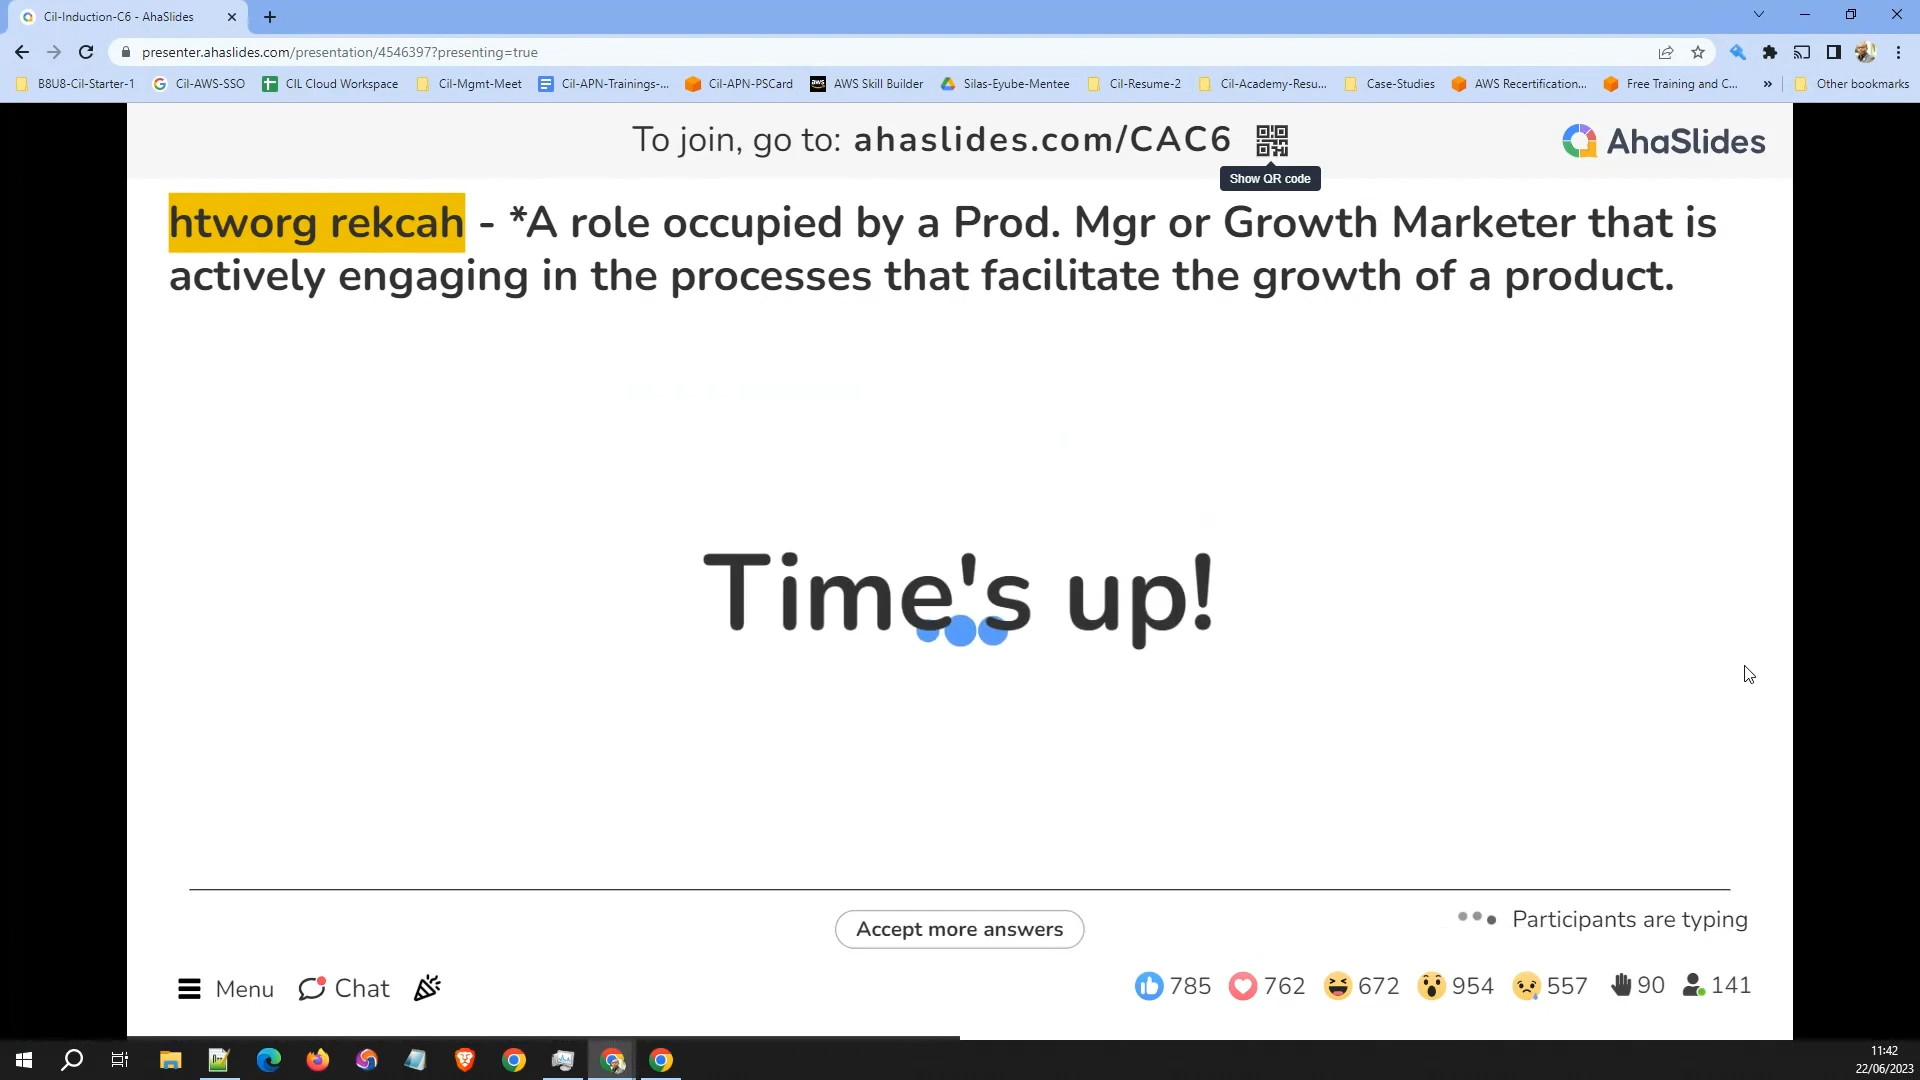 Cil-Induction-C6 - AhaSlides
presenter.ahaslides.com/presentation/4546397?presenting=true
B8U8-Cil-Starter-1 Cil-AWS-SSO CIL Cloud Workspace Cil-Mgmt-Meet Cil-APN-Trainings-... Cil-APN-PSCard aws AWS Skill Builder Silas-Eyube-Mentee Cil-Resume-2 Cil-Academy-Resu... Case-Studies AWS Recertification... Free Training and C... » Other bookmarks
To join, go to: ahaslides.com/CAC6
AhaSlides
Show QR code
htworg rekcah - *A role occupied by a Prod. Mgr or Growth Marketer that is
actively engaging in the processes that facilitate the growth of a product.
Time's up!
Accept more answers
Participants are typing
Menu Chat 785 762 672 954 557 90 141
11:42
22/06/2023